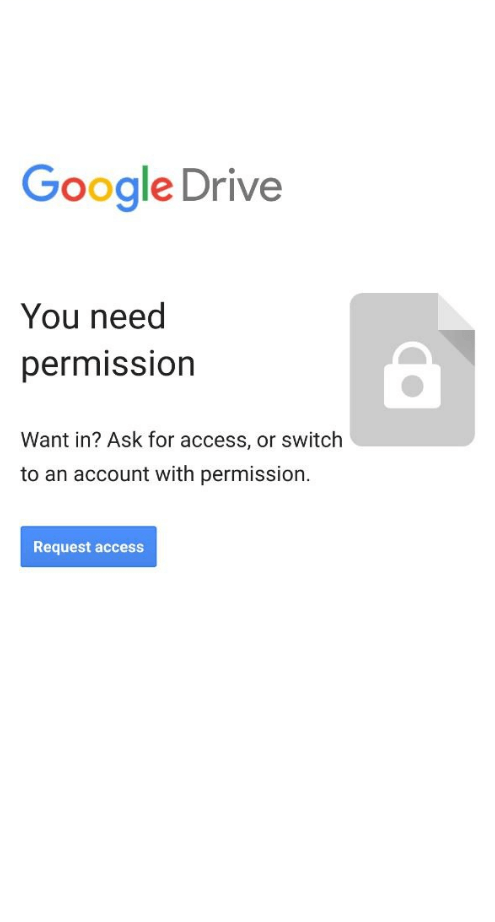 Google Drive
You need
permission
Want in? Ask for access, or switch
to an account with permission.
Request access